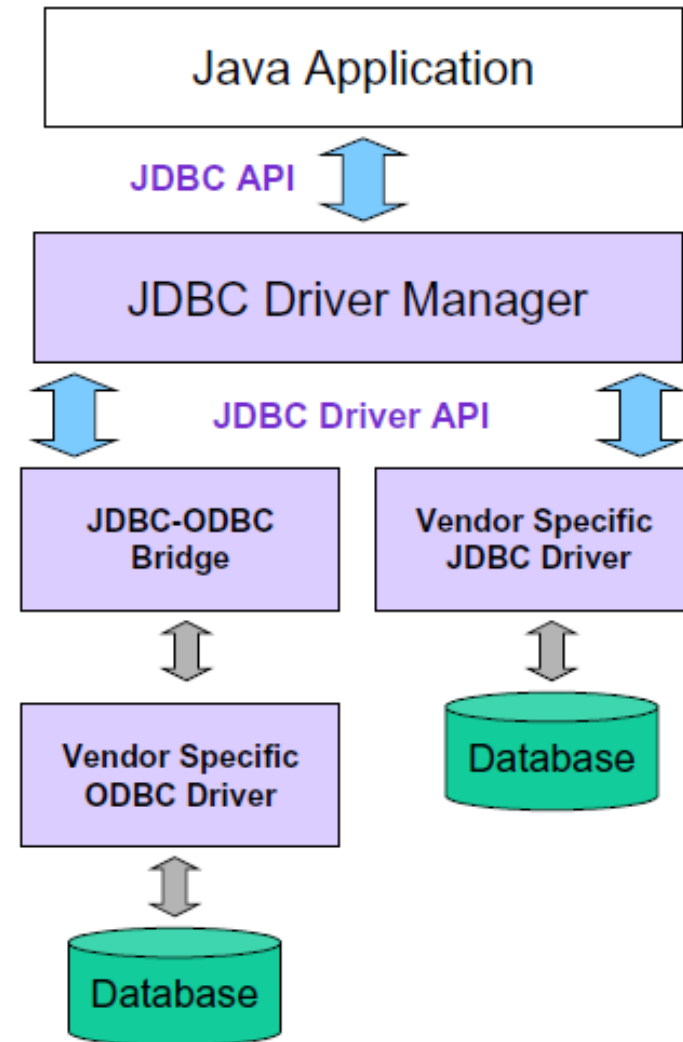 Java Application
JDBC API
JDBC Driver Manager
JDBC Driver API
JDBC-ODBC
Bridge
Vendor Specific
JDBC Driver
Vendor Specific
ODBC Driver
Database
Database